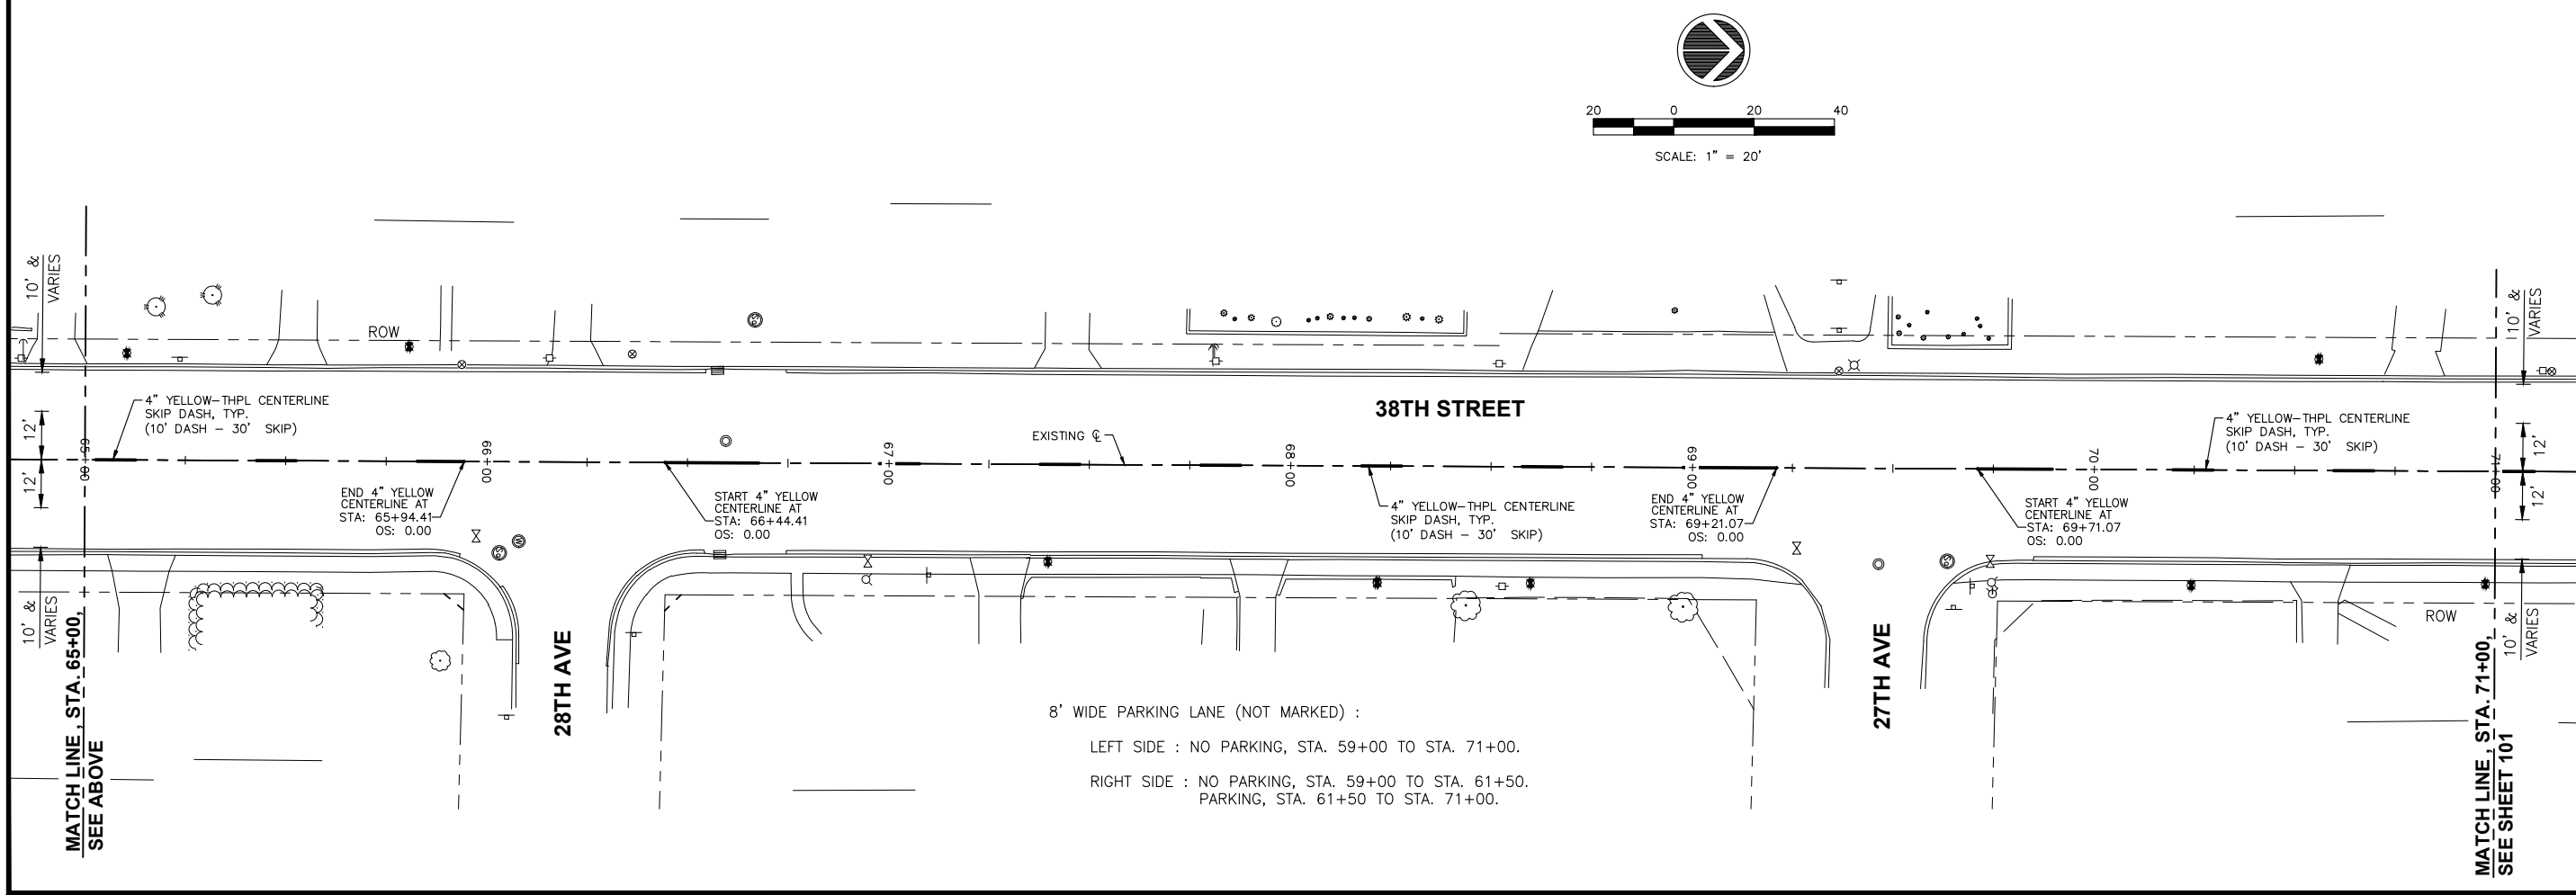 20 0 20 40
SCALE: 1" = 20'
10' &
VARIES
10' &
VARIES
ROW
4" YELLOW-THPL CENTERLINE
SKIP DASH, TYP.
(10' DASH - 30' SKIP)
38TH STREET
4" YELLOW-THPL CENTERLINE
SKIP DASH, TYP.
(10' DASH - 30' SKIP)
EXISTING ℄
12'
12'
12'
12'
65+00
66+00
67+00
68+00
69+00
70+00
71+00
END 4" YELLOW
CENTERLINE AT
STA: 65+94.41
OS: 0.00
START 4" YELLOW
CENTERLINE AT
STA: 66+44.41
OS: 0.00
4" YELLOW-THPL CENTERLINE
SKIP DASH, TYP.
(10' DASH - 30' SKIP)
END 4" YELLOW
CENTERLINE AT
STA: 69+21.07
OS: 0.00
START 4" YELLOW
CENTERLINE AT
STA: 69+71.07
OS: 0.00
W
10' &
VARIES
10' &
VARIES
ROW
28TH AVE
27TH AVE
MATCH LINE, STA. 65+00,
SEE ABOVE
8' WIDE PARKING LANE (NOT MARKED) :
LEFT SIDE : NO PARKING, STA. 59+00 TO STA. 71+00.
RIGHT SIDE : NO PARKING, STA. 59+00 TO STA. 61+50.
PARKING, STA. 61+50 TO STA. 71+00.
MATCH LINE, STA. 71+00,
SEE SHEET 101